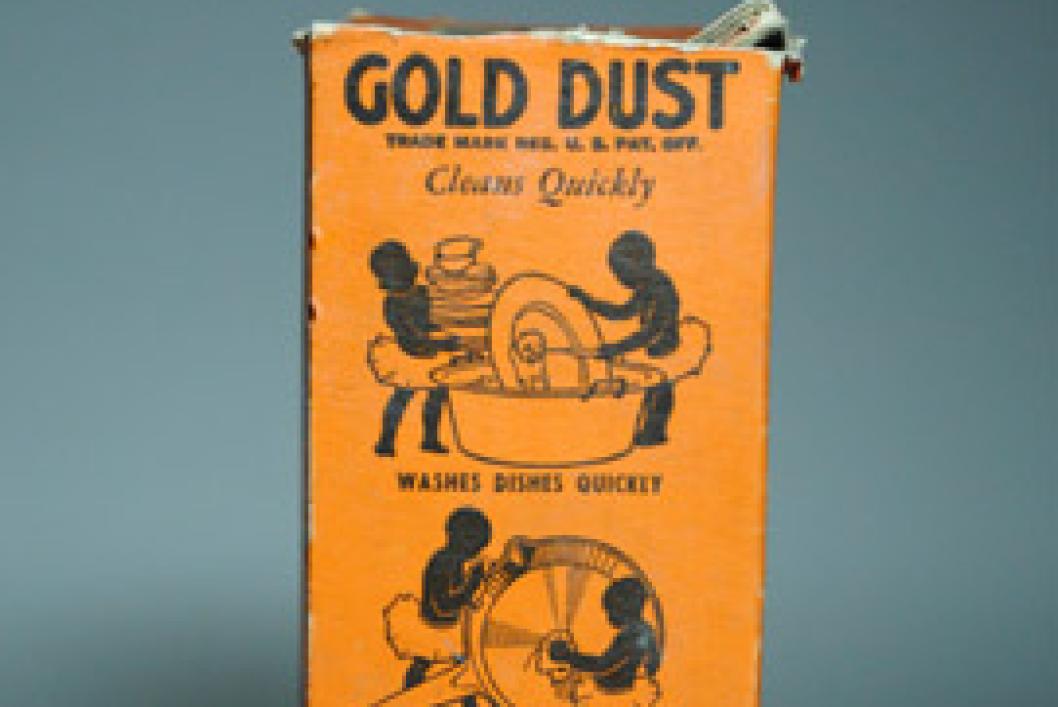 GOLD DUST
TRADE MARK REG. U. S. PAT. OFF.
Cleans Quickly
WASHES DISHES QUICKLY